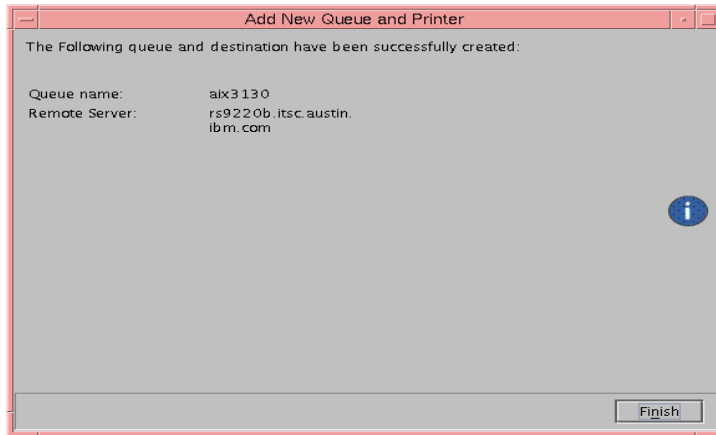 Add New Queue and Printer
The Following queue and destination have been successfully created:
Queue name: aix3130
Remote Server: rs9220b.itsc.austin.
ibm.com
i
Finish